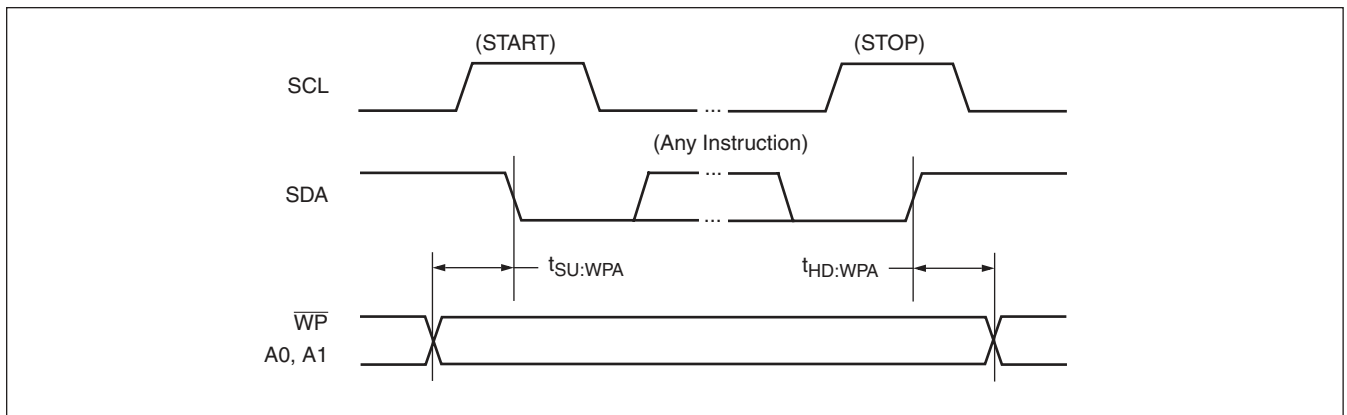 (START) (STOP)
SCL
...
(Any Instruction)
...
SDA
...
tSU:WPA tHD:WPA
WP
A0, A1